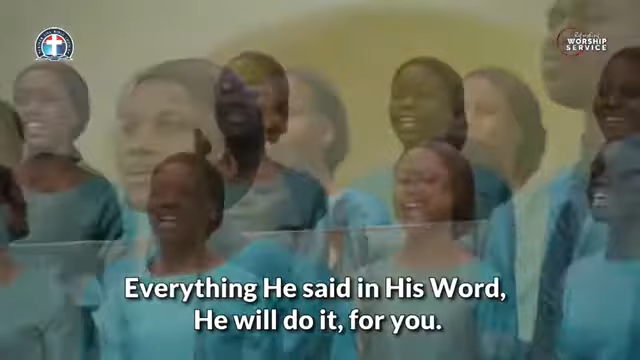 WORSHIP
SERVICE
Everything He said in His Word,
He will do it, for you.